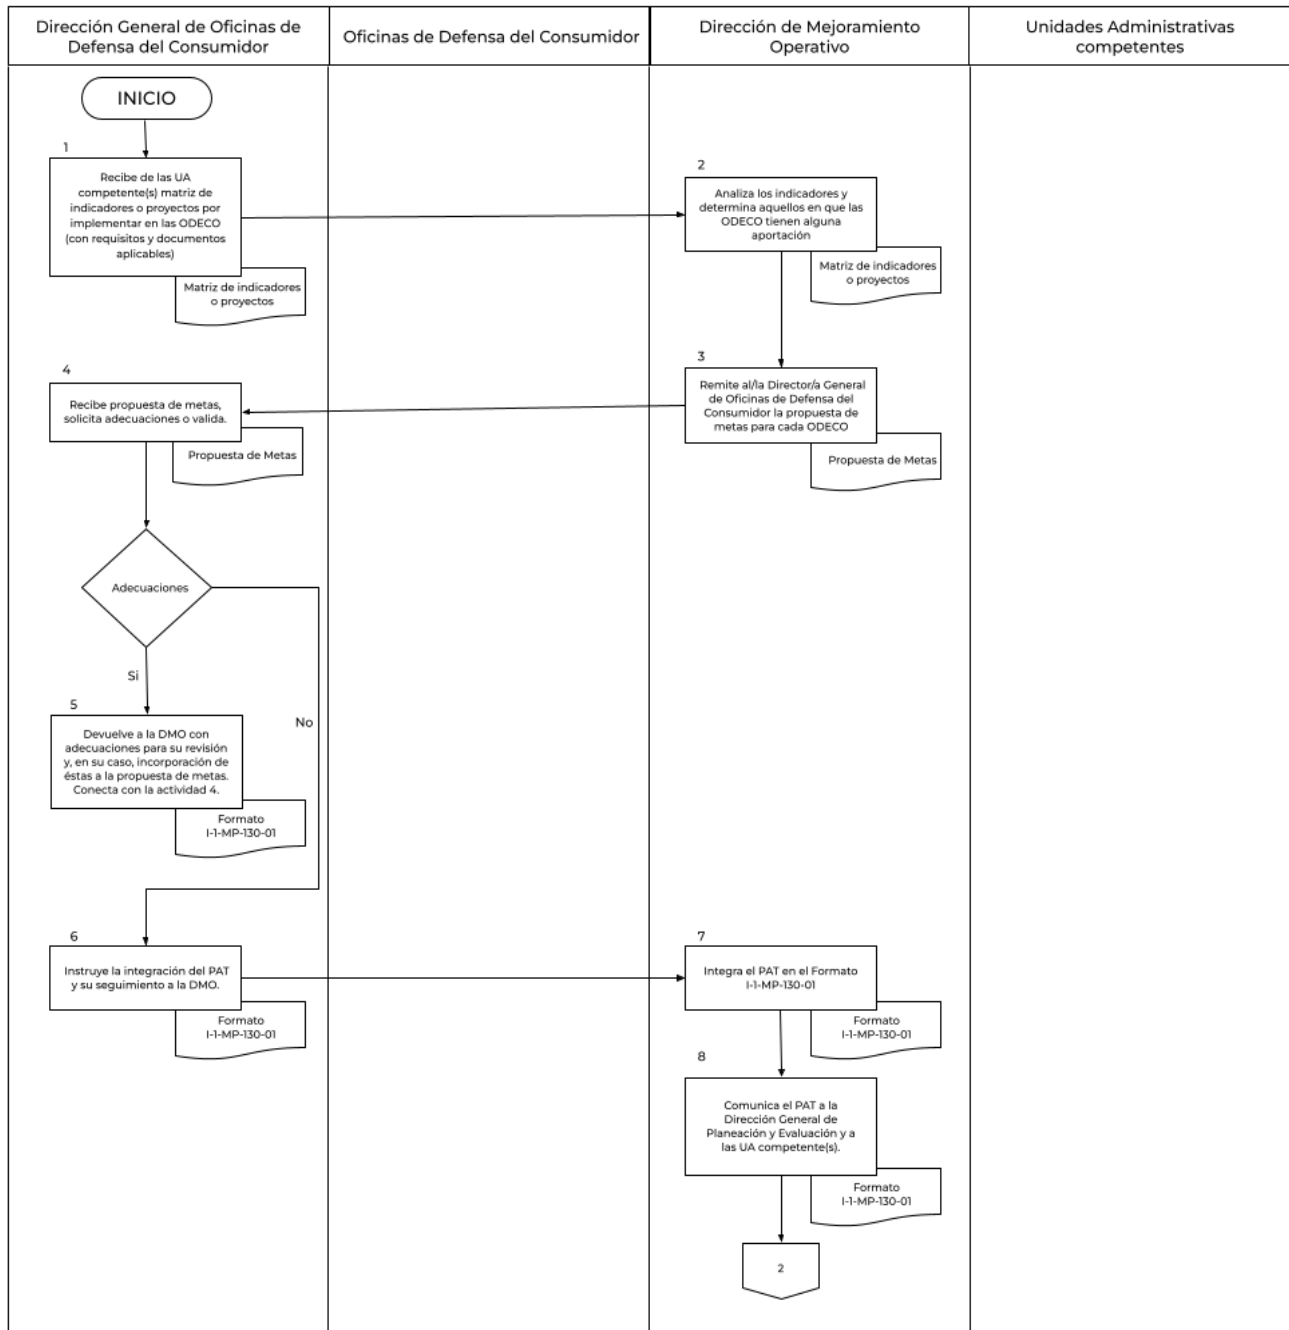 Dirección General de Oficinas de
Defensa del Consumidor
Oficinas de Defensa del Consumidor
Dirección de Mejoramiento
Operativo
Unidades Administrativas
competentes
INICIO
1
Recibe de las UA
competente(s) matriz de
indicadores o proyectos por
implementar en las ODECO
(con requisitos y documentos
aplicables)
Matriz de indicadores
o proyectos
2
Analiza los indicadores y
determina aquellos en que las
ODECO tienen alguna
aportación
Matriz de indicadores
o proyectos
3
Remite al/la Director/a General
de Oficinas de Defensa del
Consumidor la propuesta de
metas para cada ODECO
Propuesta de Metas
4
Recibe propuesta de metas,
solicita adecuaciones o valida.
Propuesta de Metas
Adecuaciones
Si
No
5
Devuelve a la DMO con
adecuaciones para su revisión
y, en su caso, incorporación de
éstas a la propuesta de metas.
Conecta con la actividad 4.
Formato
I-1-MP-130-01
6
Instruye la integración del PAT
y su seguimiento a la DMO.
Formato
I-1-MP-130-01
7
Integra el PAT en el Formato
I-1-MP-130-01
Formato
I-1-MP-130-01
8
Comunica el PAT a la
Dirección General de
Planeación y Evaluación y a
las UA competente(s).
Formato
I-1-MP-130-01
2